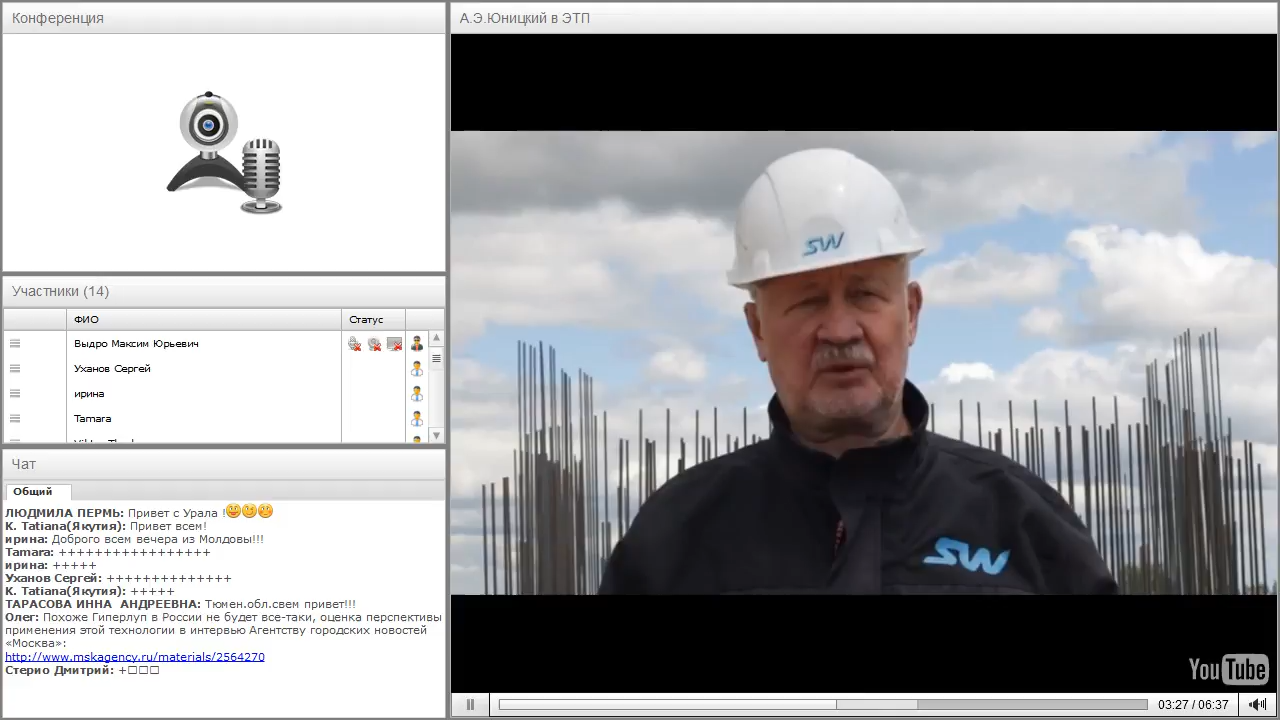 Конференция
А.Э.Юницкий в ЭТП
SW
SW
YouTube
03:27 / 06:37
Участники (14)
ФИО
Статус
Выдро Максим Юрьевич
Уханов Сергей
ирина
Tamara
Чат
Общий
ЛЮДМИЛА ПЕРМЬ: Привет с Урала !
K. Tatiana(Якутия): Привет всем!
ирина: Доброго всем вечера из Молдовы!!!
Tamara: +++++++++++++++++
ирина: +++++
Уханов Сергей: ++++++++++++++
K. Tatiana(Якутия): +++++
ТАРАСОВА ИННА АНДРЕЕВНА: Тюмен.обл.свем привет!!!
Олег: Похоже Гиперлуп в России не будет все-таки, оценка перспективы
применения этой технологии в интервью Агентству городских новостей
«Москва»:
http://www.mskagency.ru/materials/2564270
Стерио Дмитрий: +□□□